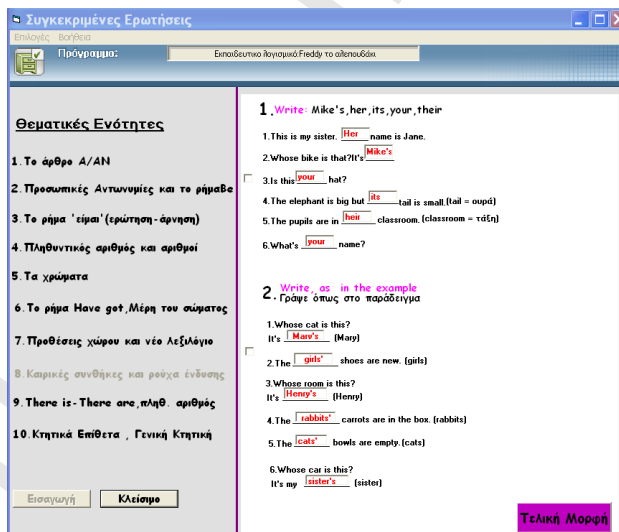 Συγκεκριμένες Ερωτήσεις
Επιλογές Βοήθεια
Πρόγραμμα: Εκπαιδευτικο λογισμικό:Freddy το αλεπουδάκι
Θεματικές Ενότητες
1.Το άρθρο A/AN
2.Προσωπικές Αντωνυμίες και το ρήμαBe
3.Το ρήμα 'είμαι'(ερώτηση-άρνηση)
4.Πληθυντικός αριθμός και αριθμοί
5.Τα χρώματα
6.Το ρήμα Have got,Μέρη του σώματος
7.Προθέσεις χώρου και νέο Λεξιλόγιο
8.Καιρικές συνθήκες και ρούχα ένδυσης
9.There is-There are,πληθ. αριθμός
10.Κτητικά Επίθετα , Γενική Κτητική
Εισαγωγή Κλείσιμο
1.Write: Mike's,her,its,your,their
1.This is my sister. Her name is Jane.
2.Whose bike is that?It's Mike's
3.Is this your hat?
4.The elephant is big but its tail is small.(tail = ουρά)
5.The pupils are in heir classroom. (classroom = τάξη)
6.What's your name?
2.Write, as in the example
Γράψε όπως στο παράδειγμα
1.Whose cat is this?
It's Mary's (Mary)
2.The girls' shoes are new. (girls)
3.Whose room is this?
It's Henry's (Henry)
4.The rabbits' carrots are in the box. (rabbits)
5.The cats' bowls are empty.(cats)
6.Whose car is this?
It's my sister's (sister)
Τελική Μορφή